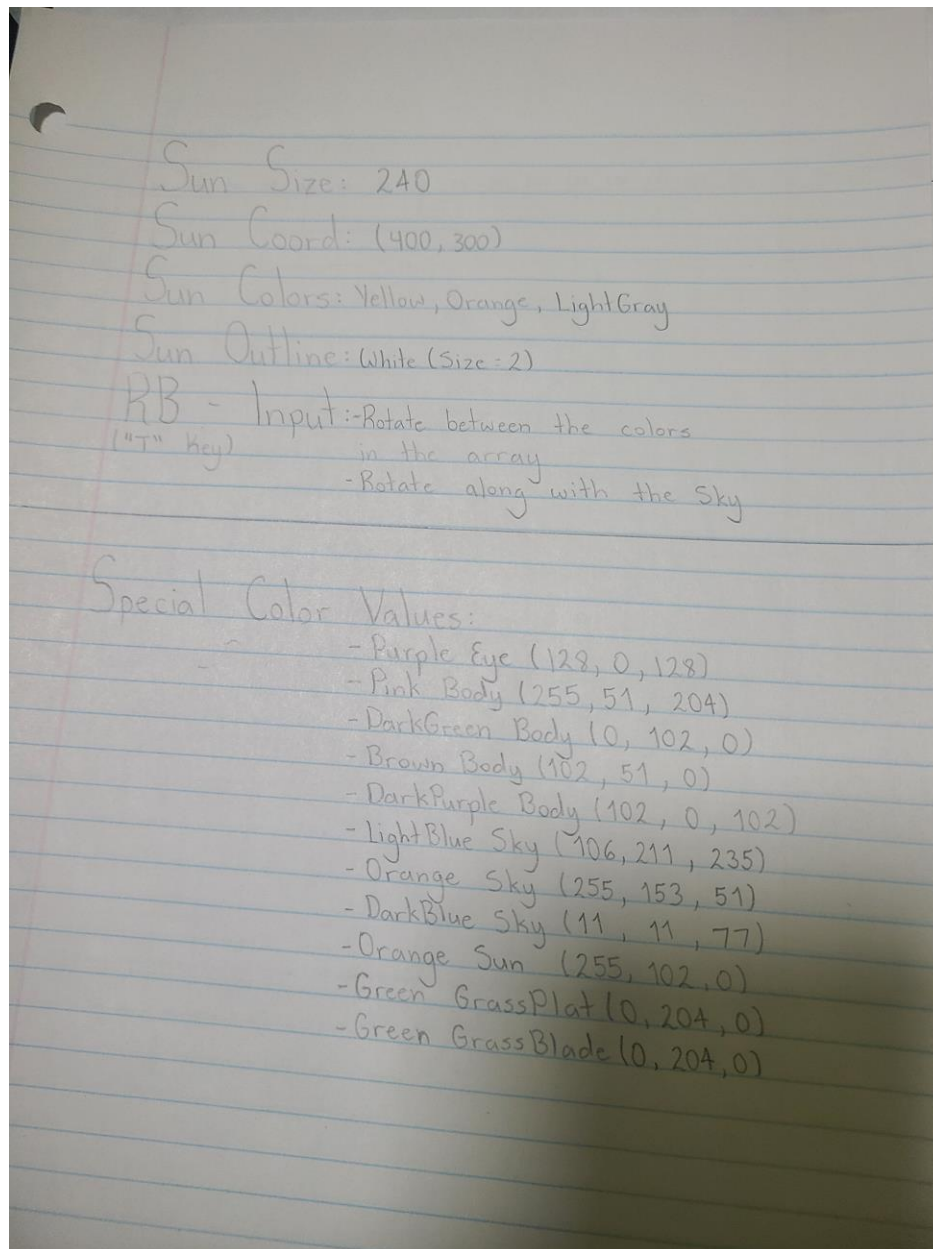 Sun Size: 240
Sun Coord: (400, 300)
Sun Colors: Yellow, Orange, LightGray
Sun Outline: White (Size: 2)
RB - Input: -Rotate between the colors
("T" Key) in the array
-Rotate along with the Sky
Special Color Values:
- Purple Eye (128, 0, 128)
- Pink Body (255, 51, 204)
- DarkGreen Body (0, 102, 0)
- Brown Body (102, 51, 0)
- DarkPurple Body (102, 0, 102)
- LightBlue Sky (106, 211, 235)
- Orange Sky (255, 153, 51)
- DarkBlue Sky (11, 11, 77)
- Orange Sun (255, 102, 0)
- Green GrassPlat (0, 204, 0)
- Green GrassBlade (0, 204, 0)